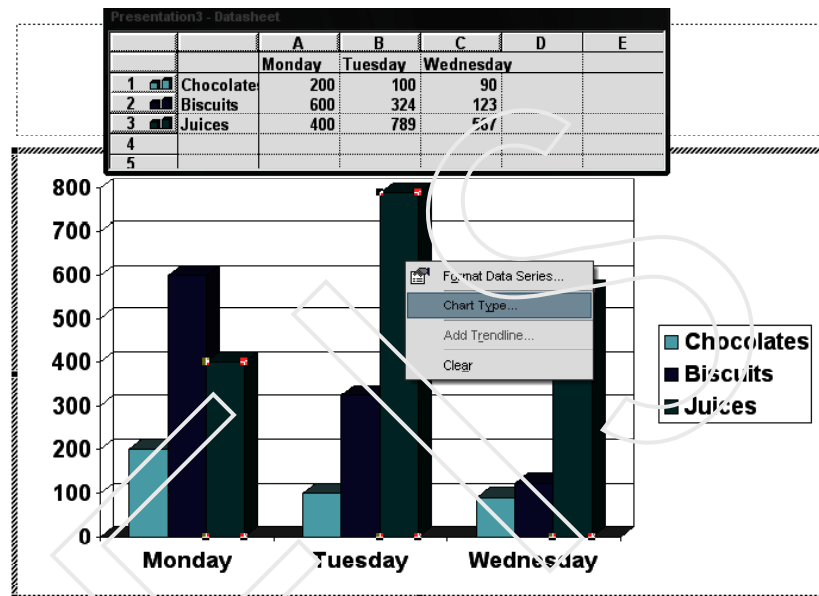 Presentation3 - Datasheet
A B C D E
Monday Tuesday Wednesday
1 Chocolates 200 100 90
2 Biscuits 600 324 123
3 Juices 400 789 567
4
5
800
700
600
500
400
300
200
100
0
Format Data Series...
Chart Type...
Add Trendline...
Clear
Chocolates
Biscuits
Juices
Monday Tuesday Wednesday